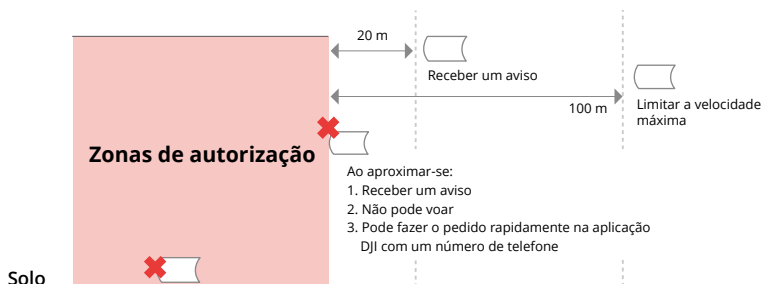 20 m
Receber um aviso
100 m
Limitar a velocidade
máxima
Zonas de autorização
Ao aproximar-se:
1. Receber um aviso
2. Não pode voar
3. Pode fazer o pedido rapidamente na aplicação
DJI com um número de telefone
Solo